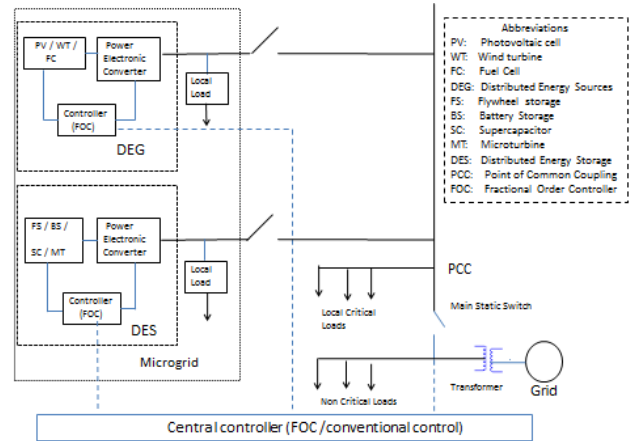 PV / WT /
FC
Power
Electronic
Converter
Controller
(FOC)
DEG
Local
Load
FS / BS /
SC / MT
Power
Electronic
Converter
Controller
(FOC)
DES
Local
Load
Microgrid
Abbreviations
PV: Photovoltaic cell
WT: Wind turbine
FC: Fuel Cell
DEG: Distributed Energy Sources
FS: Flywheel storage
BS: Battery Storage
SC: Supercapacitor
MT: Microturbine
DES: Distributed Energy Storage
PCC: Point of Common Coupling
FOC: Fractional Order Controller
PCC
Local Critical
Loads
Main Static Switch
Non Critical Loads
Transformer
Grid
Central controller (FOC /conventional control)